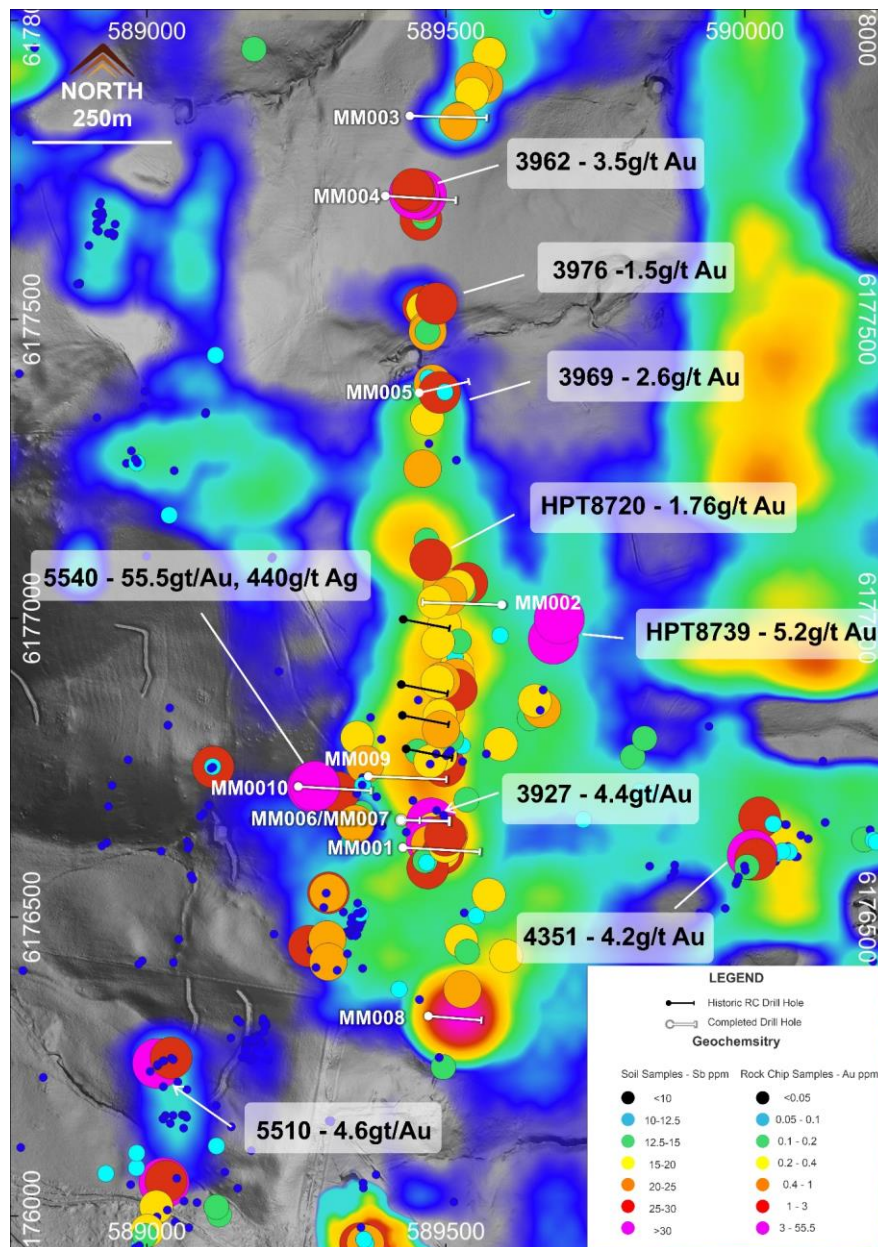 6178000
589000
589500
590000
8000
NORTH
250m
MM003
3962 - 3.5g/t Au
MM004
3976 -1.5g/t Au
6177500
6177500
3969 - 2.6g/t Au
MM005
HPT8720 - 1.76g/t Au
5540 - 55.5gt/Au, 440g/t Ag
MM002
6177000
6177000
HPT8739 - 5.2g/t Au
MM009
MM0010
3927 - 4.4gt/Au
MM006/MM007
MM001
6176500
6176500
4351 - 4.2g/t Au
MM008
5510 - 4.6gt/Au
6176000
589000
589500
LEGEND
Historic RC Drill Hole
Completed Drill Hole
Geochemsitry
Soil Samples - Sb ppm Rock Chip Samples - Au ppm
<10 <0.05
10-12.5 0.05 - 0.1
12.5-15 0.1 - 0.2
15-20 0.2 - 0.4
20-25 0.4 - 1
25-30 1 - 3
>30 3 - 55.5